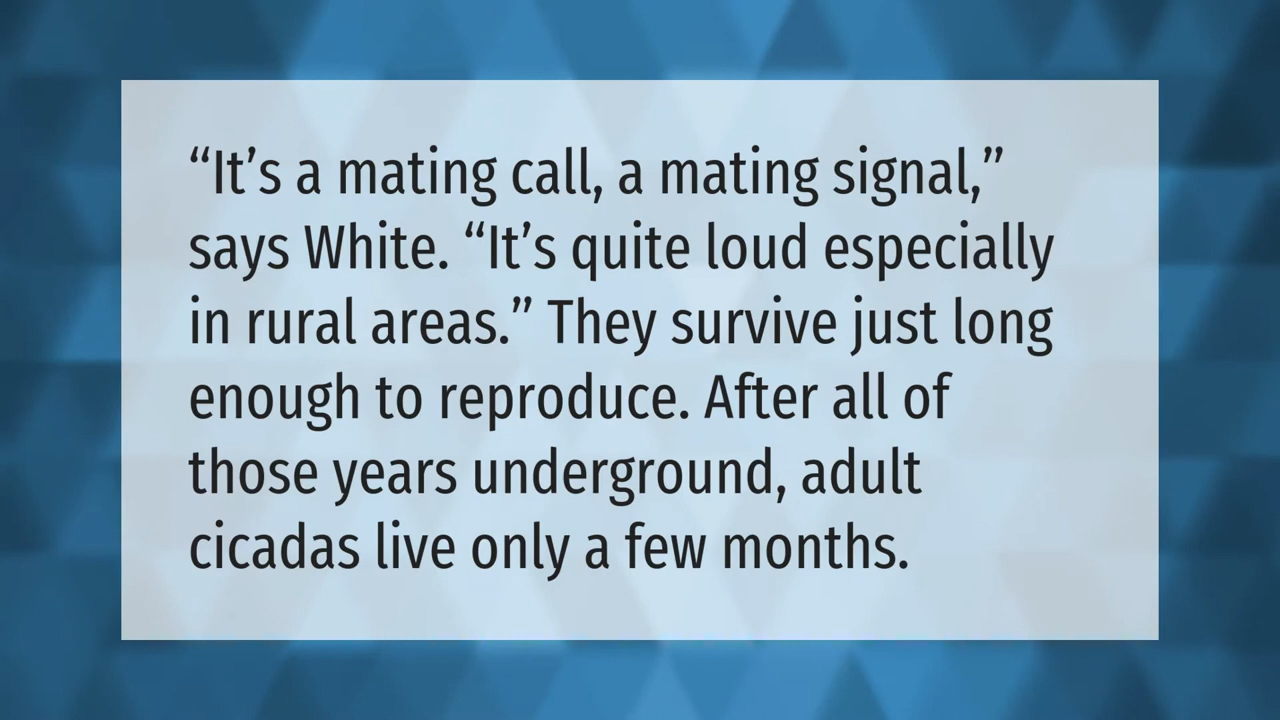 “It’s a mating call, a mating signal,”
says White. “It’s quite loud especially
in rural areas.” They survive just long
enough to reproduce. After all of
those years underground, adult
cicadas live only a few months.